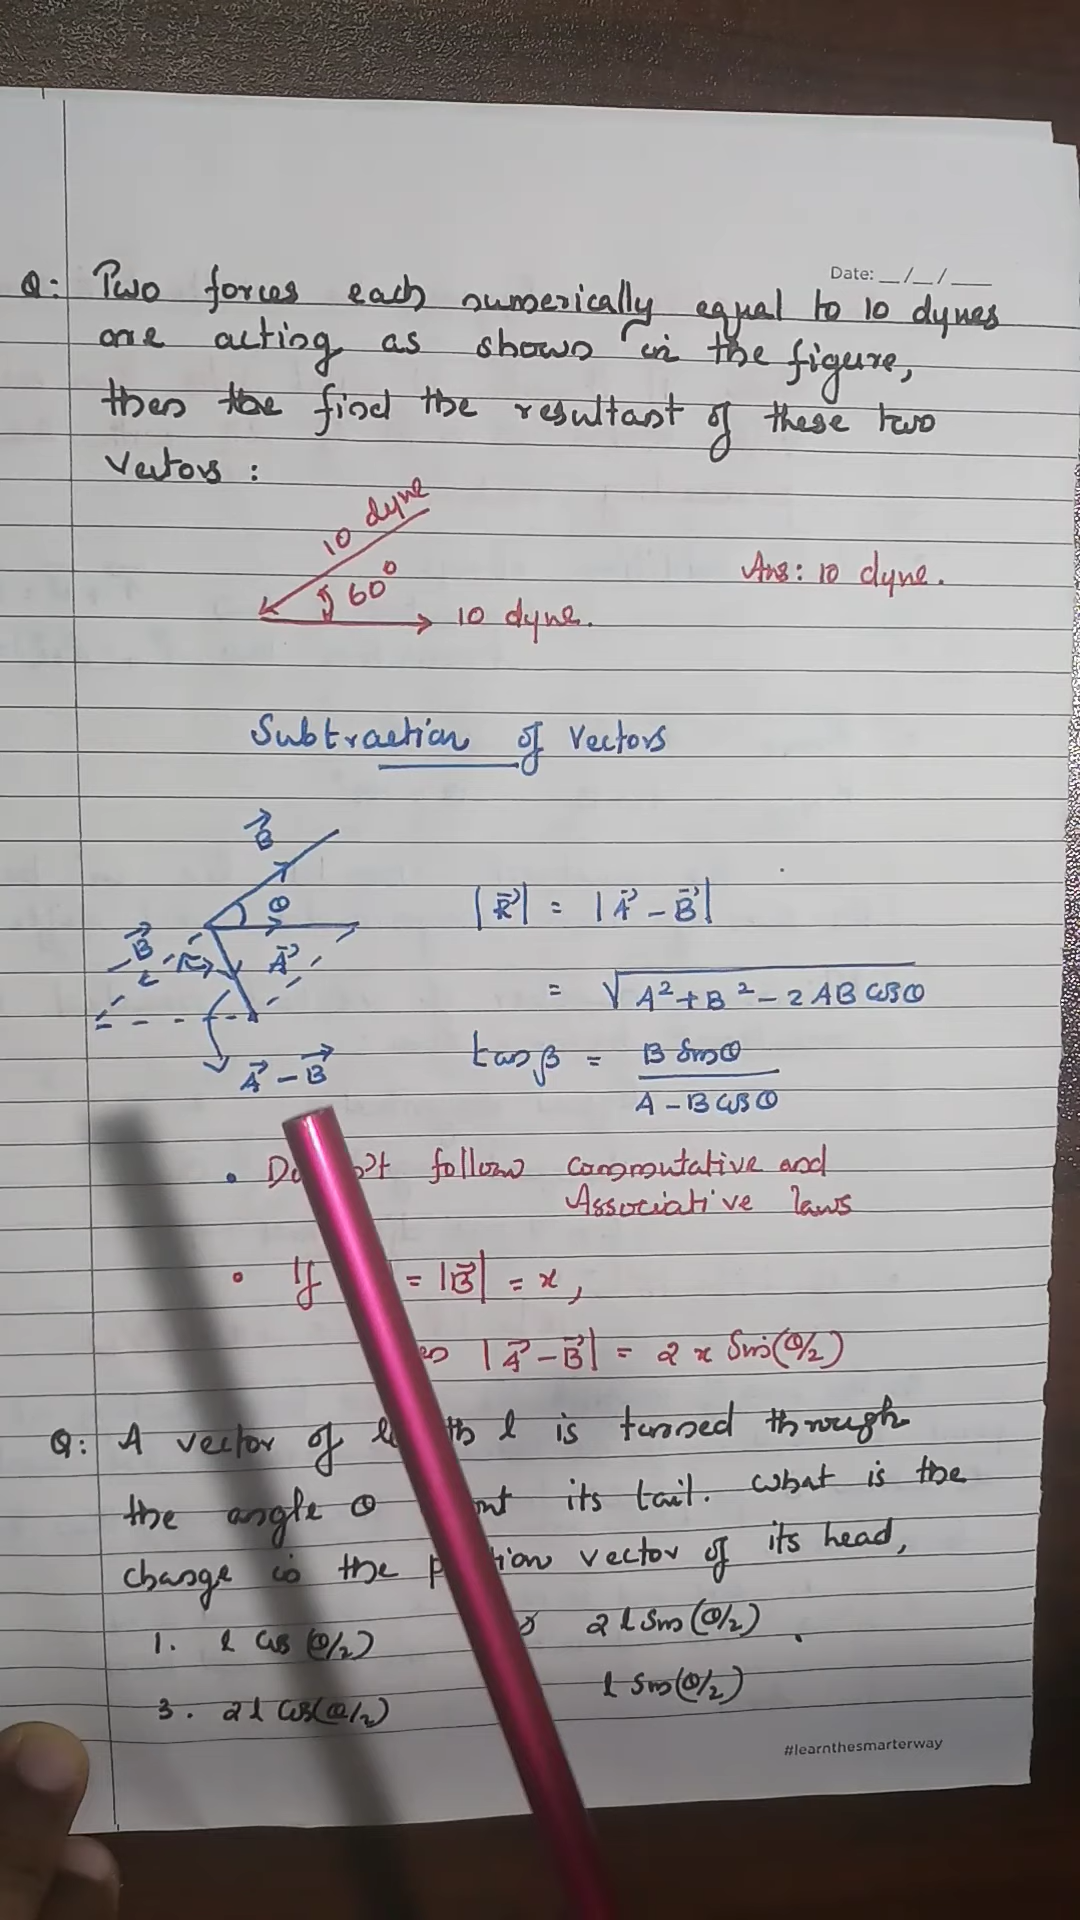 Date: __/__/___
Q: Two forces each numerically equal to 10 dynes
are acting as shown in the figure,
then find the resultant of these two
Vectors :
10 dyne
60°
10 dyne.
Ans: 10 dyne.
Subtraction of Vectors
B⃗
θ
A⃗
B⃗
A⃗ - B⃗
|R⃗| = |A⃗ - B⃗|
= √A² + B² - 2AB cosθ
tan β = B Sinθ / A - B cosθ
• follow commutative and
Associative laws
• If = |B⃗| = x,
|A⃗ - B⃗| = 2x Sin(θ/2)
Q: A vector of l is turned through
the angle θ its tail. what is the
change in the vector of its head,
1. l Cos (θ/2) 2 l Sin (θ/2)
3. 2l Cos(θ/2) l Sin(θ/2)
#learnthesmarterway